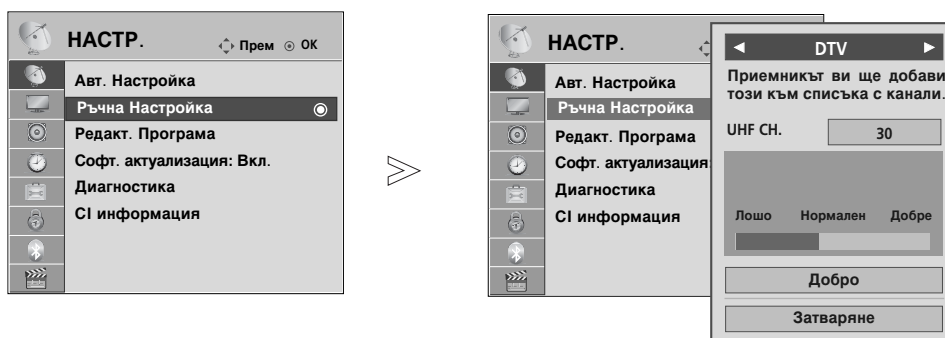 НАСТР.
Прем ОК
Авт. Настройка
Ръчна Настройка
Редакт. Програма
Софт. актуализация: Вкл.
Диагностика
CI информация
НАСТР.
Авт. Настройка
Ръчна Настройка
Редакт. Програма
Софт. актуализация:
Диагностика
CI информация
◄ DTV ►
Приемникът ви ще добави
този към списъка с канали.
UHF CH. 30
Лошо Нормален Добре
Добро
Затваряне